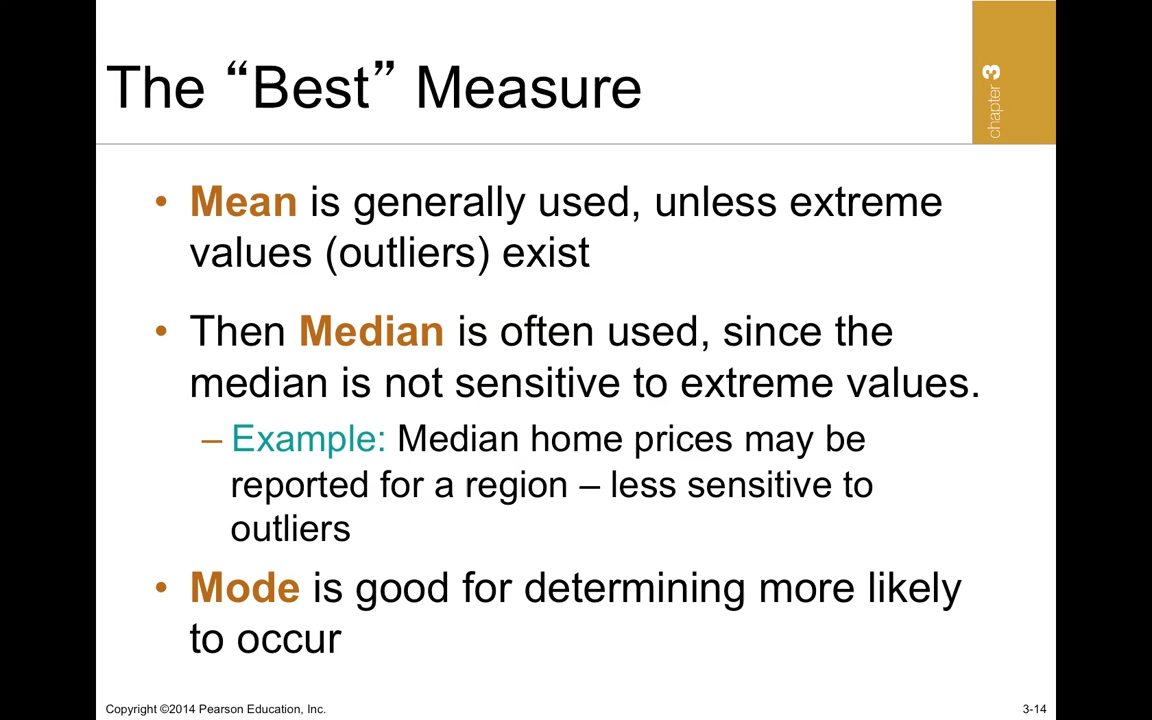 The “Best” Measure
chapter 3
• Mean is generally used, unless extreme
values (outliers) exist
• Then Median is often used, since the
median is not sensitive to extreme values.
– Example: Median home prices may be
reported for a region – less sensitive to
outliers
• Mode is good for determining more likely
to occur
Copyright ©2014 Pearson Education, Inc.
3-14